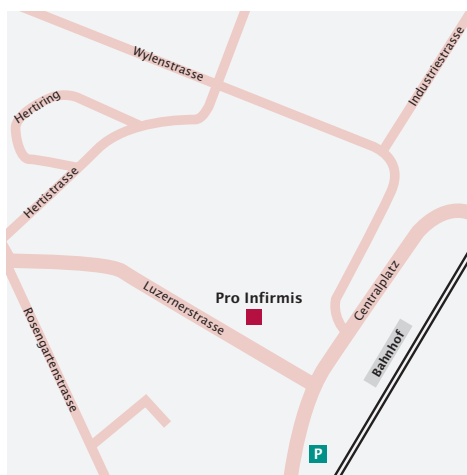 Wylenstrasse
Industriestrasse
Hertiring
Hertistrasse
Centralplatz
Luzernerstrasse
Pro Infirmis
Rosengartenstrasse
Bahnhof
P